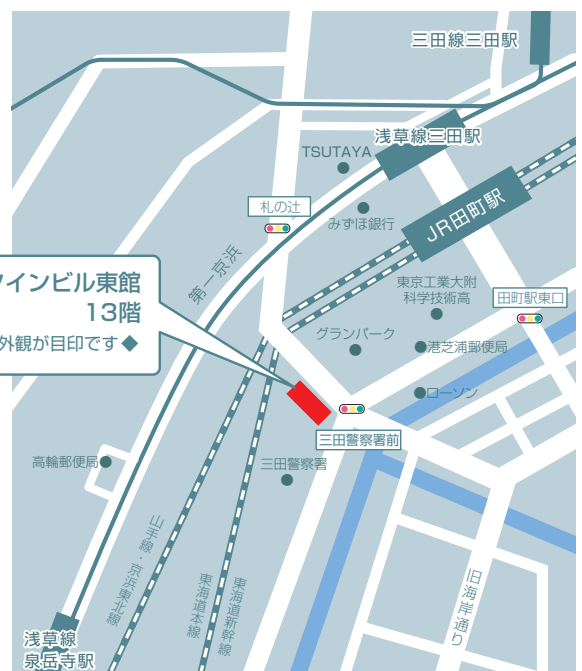 三田線三田駅
浅草線三田駅
TSUTAYA
札の辻
みずほ銀行
JR田町駅
第一京浜
東京工業大附
科学技術高
田町駅東口
インビル東館
13階
外観が目印です◆
グランパーク
港芝浦郵便局
ローソン
三田警察署前
高輪郵便局
三田警察署
山手線・京浜東北線
東海道本線
東海道新幹線
旧海岸通り
浅草線
泉岳寺駅